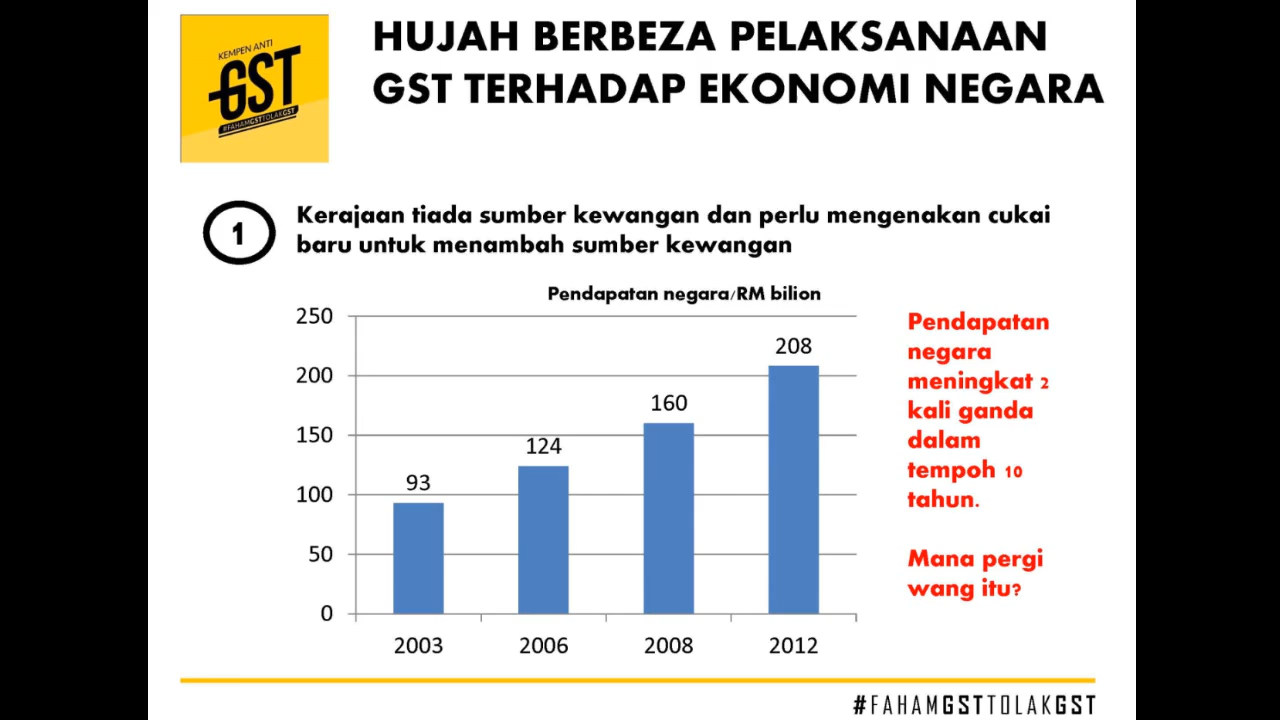 KEMPEN ANTI
GST
#FAHAMGSTTOLAKGST
HUJAH BERBEZA PELAKSANAAN
GST TERHADAP EKONOMI NEGARA
1
Kerajaan tiada sumber kewangan dan perlu mengenakan cukai
baru untuk menambah sumber kewangan
Pendapatan negara/RM bilion
250
200
150
100
50
0
93
124
160
208
2003
2006
2008
2012
Pendapatan
negara
meningkat 2
kali ganda
dalam
tempoh 10
tahun.
Mana pergi
wang itu?
#FAHAMGSTTOLAKGST